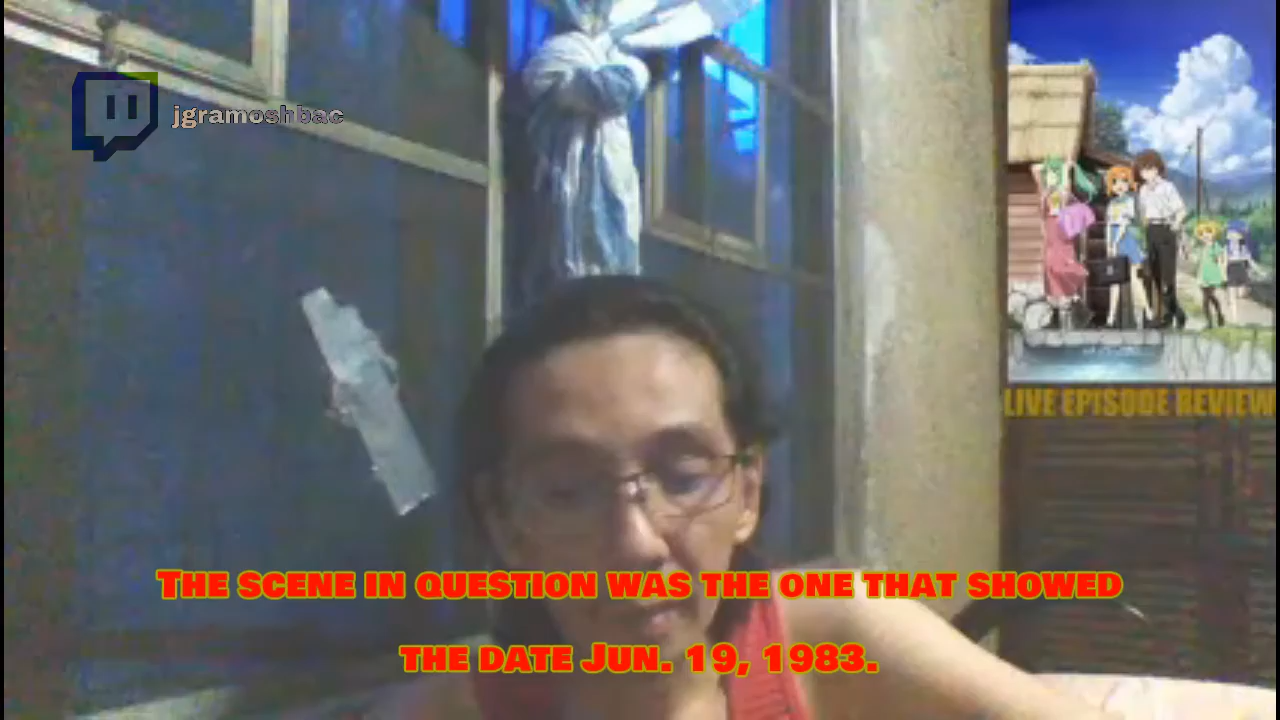 jgramoshbac
LIVE EPISODE REVIEW
The scene in question was the one that showed
the date Jun. 19, 1983.